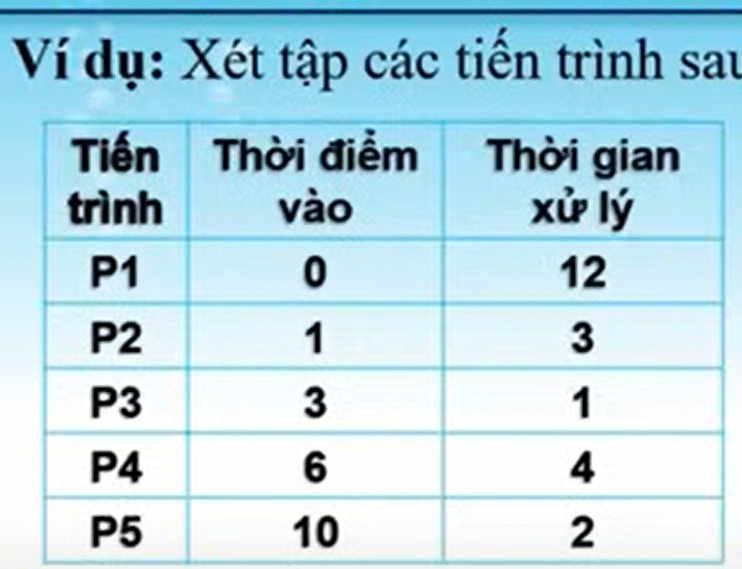 Ví dụ: Xét tập các tiến trình sau
Tiến trình Thời điểm vào Thời gian xử lý
P1 0 12
P2 1 3
P3 3 1
P4 6 4
P5 10 2